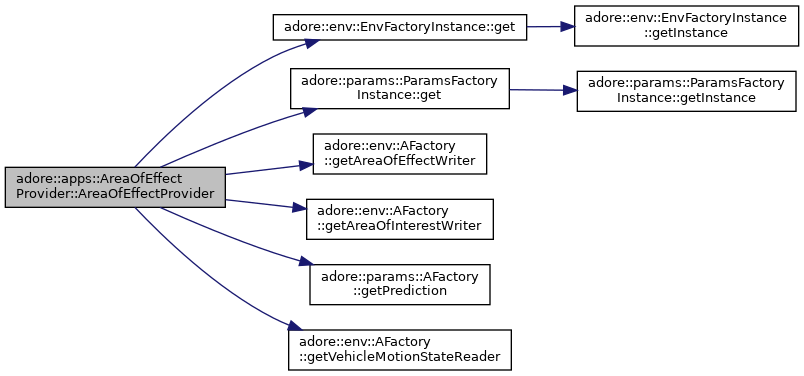 adore::apps::AreaOfEffect
Provider::AreaOfEffectProvider
adore::env::EnvFactoryInstance::get
adore::env::EnvFactoryInstance
::getInstance
adore::params::ParamsFactory
Instance::get
adore::params::ParamsFactory
Instance::getInstance
adore::env::AFactory
::getAreaOfEffectWriter
adore::env::AFactory
::getAreaOfInterestWriter
adore::params::AFactory
::getPrediction
adore::env::AFactory
::getVehicleMotionStateReader